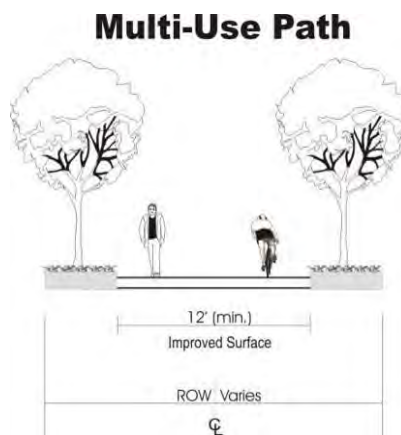 Multi-Use Path
12' (min.)
Improved Surface
ROW Varies
℄